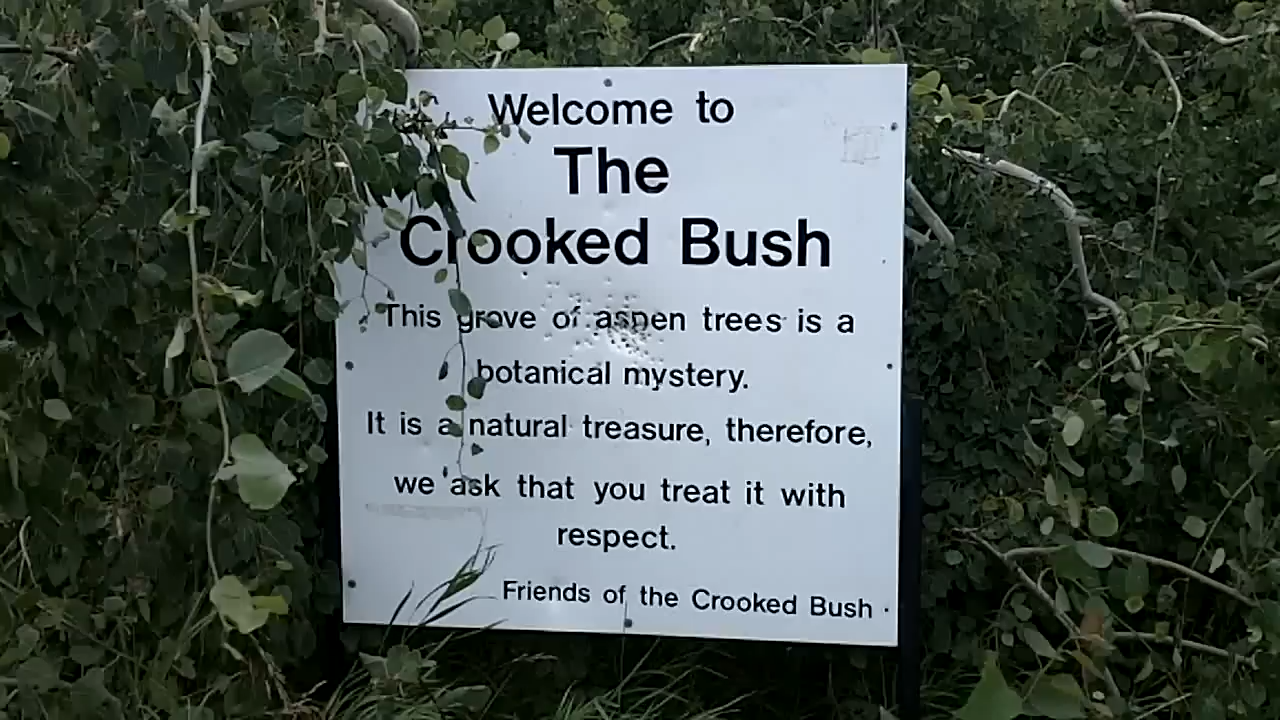 Welcome to
The
Crooked Bush
This grove of aspen trees is a
botanical mystery.
It is a natural treasure, therefore,
we ask that you treat it with
respect.
Friends of the Crooked Bush